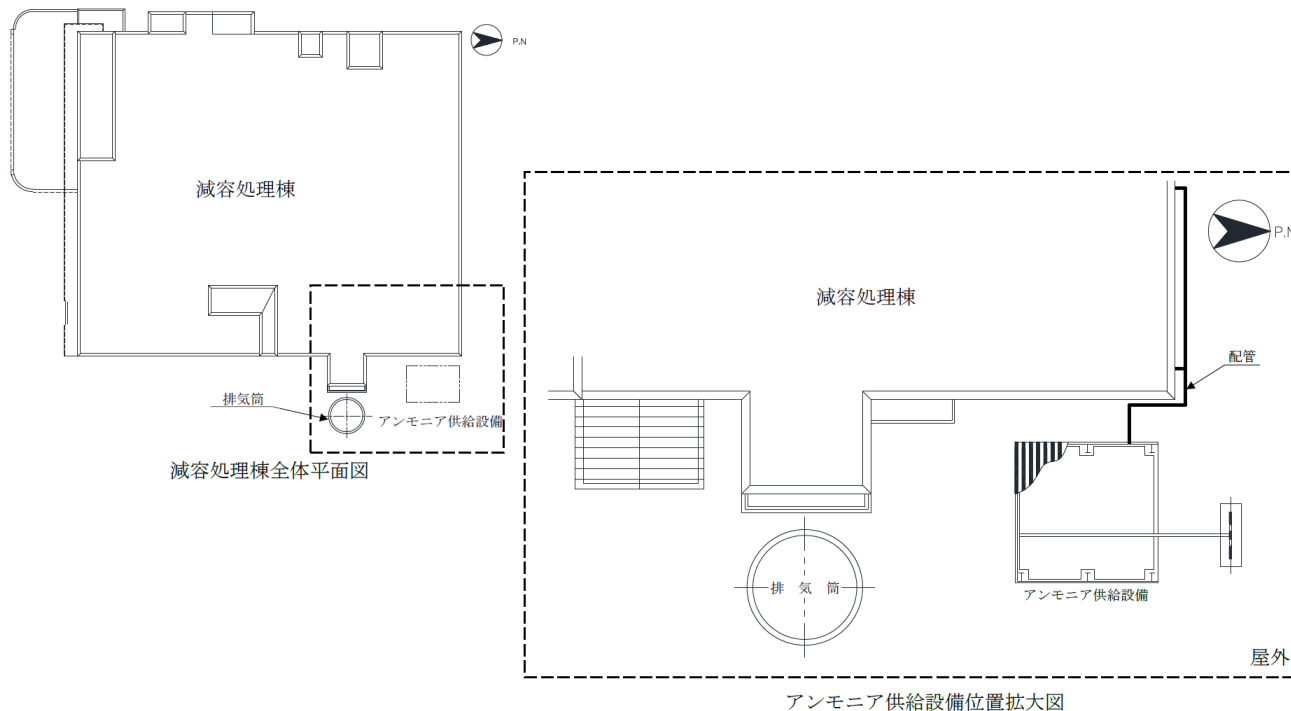 P.N
減容処理棟
排気筒
アンモニア供給設備
減容処理棟全体平面図
P.N
減容処理棟
配管
排気筒
アンモニア供給設備
屋外
アンモニア供給設備位置拡大図